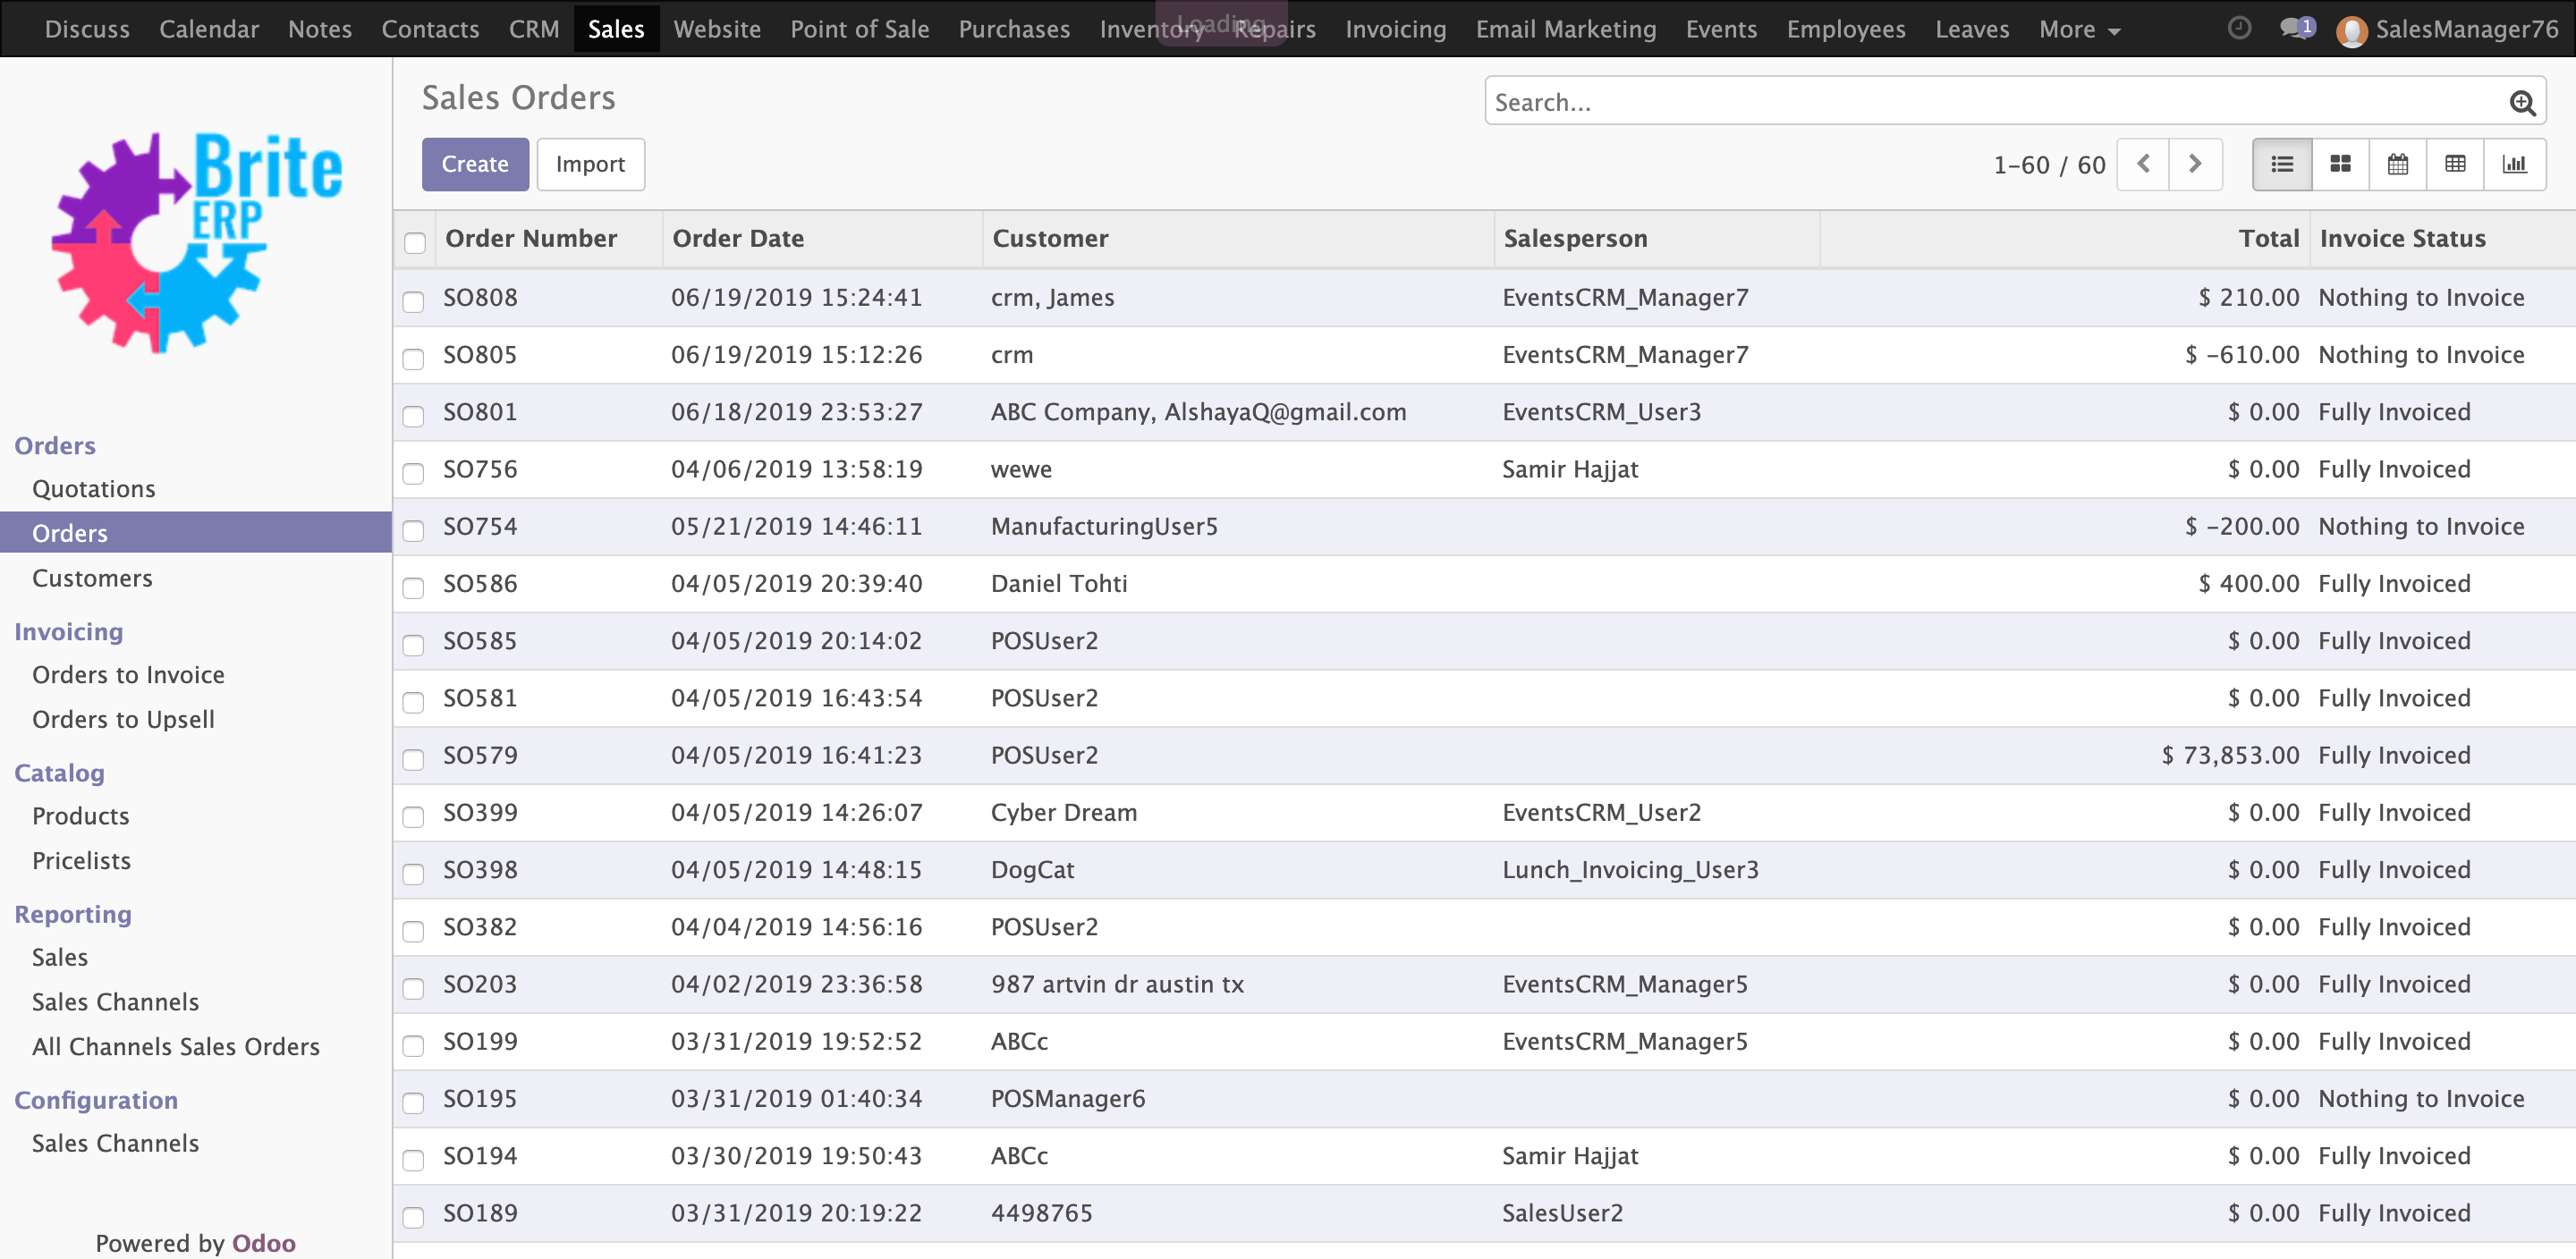 Discuss Calendar Notes Contacts CRM Sales Website Point of Sale Purchases Inventory Repairs Invoicing Email Marketing Events Employees Leaves More 1 SalesManager76
Loading
Brite
ERP
Sales Orders
Search...
Create Import
1-60 / 60
Orders
Quotations
Orders
Customers
Invoicing
Orders to Invoice
Orders to Upsell
Catalog
Products
Pricelists
Reporting
Sales
Sales Channels
All Channels Sales Orders
Configuration
Sales Channels
Powered by Odoo
Order Number Order Date Customer Salesperson Total Invoice Status
SO808 06/19/2019 15:24:41 crm, James EventsCRM_Manager7 $ 210.00 Nothing to Invoice
SO805 06/19/2019 15:12:26 crm EventsCRM_Manager7 $ -610.00 Nothing to Invoice
SO801 06/18/2019 23:53:27 ABC Company, AlshayaQ@gmail.com EventsCRM_User3 $ 0.00 Fully Invoiced
SO756 04/06/2019 13:58:19 wewe Samir Hajjat $ 0.00 Fully Invoiced
SO754 05/21/2019 14:46:11 ManufacturingUser5 $ -200.00 Nothing to Invoice
SO586 04/05/2019 20:39:40 Daniel Tohti $ 400.00 Fully Invoiced
SO585 04/05/2019 20:14:02 POSUser2 $ 0.00 Fully Invoiced
SO581 04/05/2019 16:43:54 POSUser2 $ 0.00 Fully Invoiced
SO579 04/05/2019 16:41:23 POSUser2 $ 73,853.00 Fully Invoiced
SO399 04/05/2019 14:26:07 Cyber Dream EventsCRM_User2 $ 0.00 Fully Invoiced
SO398 04/05/2019 14:48:15 DogCat Lunch_Invoicing_User3 $ 0.00 Fully Invoiced
SO382 04/04/2019 14:56:16 POSUser2 $ 0.00 Fully Invoiced
SO203 04/02/2019 23:36:58 987 artvin dr austin tx EventsCRM_Manager5 $ 0.00 Fully Invoiced
SO199 03/31/2019 19:52:52 ABCc EventsCRM_Manager5 $ 0.00 Fully Invoiced
SO195 03/31/2019 01:40:34 POSManager6 $ 0.00 Nothing to Invoice
SO194 03/30/2019 19:50:43 ABCc Samir Hajjat $ 0.00 Fully Invoiced
SO189 03/31/2019 20:19:22 4498765 SalesUser2 $ 0.00 Fully Invoiced